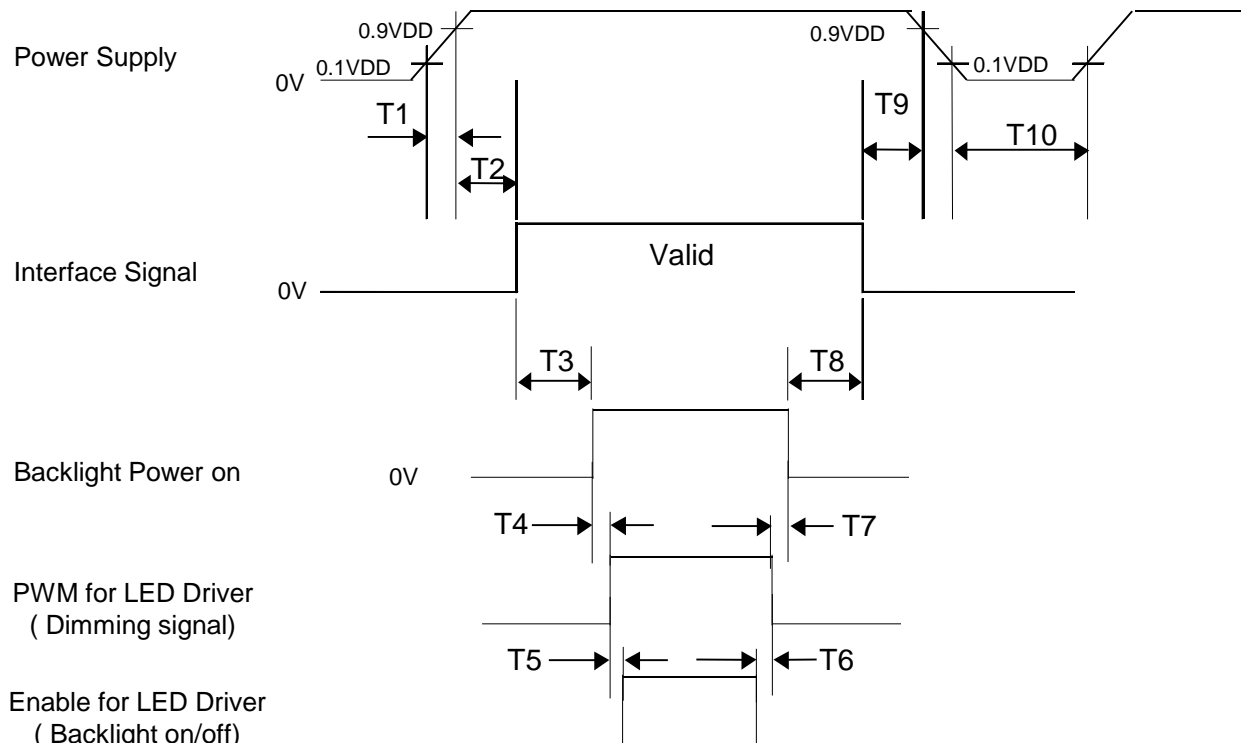 0.9VDD
0.9VDD
Power Supply
0.1VDD
0.1VDD
0V
T1
T9
T10
T2
Valid
Interface Signal
0V
T3
T8
Backlight Power on
0V
T4
T7
PWM for LED Driver
( Dimming signal)
T5
T6
Enable for LED Driver
( Backlight on/off)